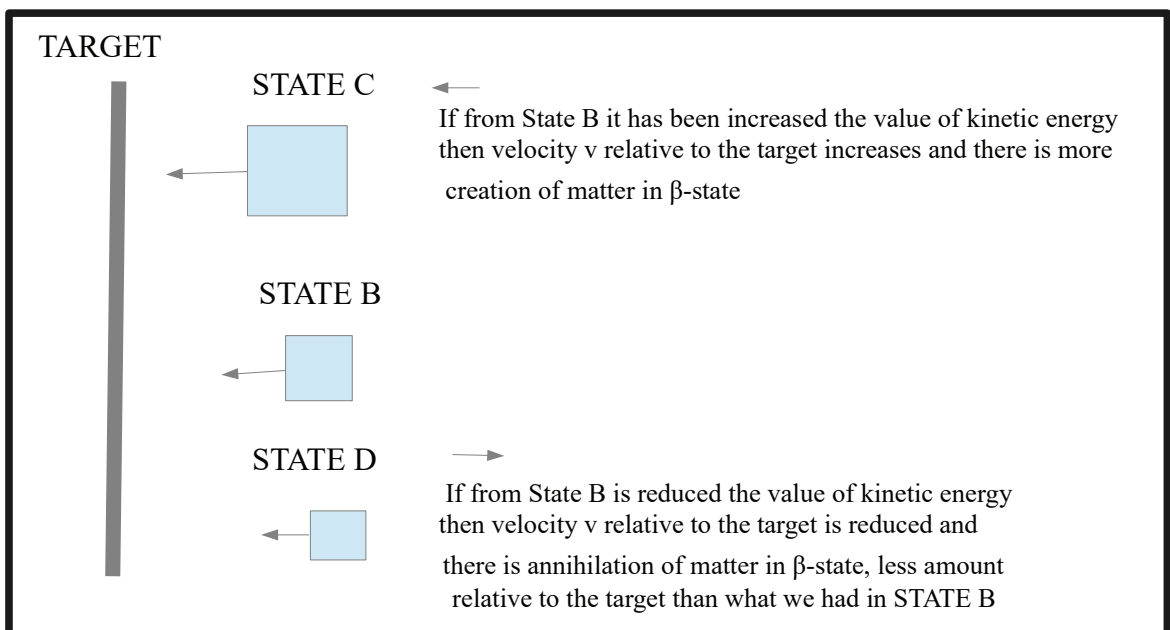 TARGET
STATE C
If from State B it has been increased the value of kinetic energy
then velocity v relative to the target increases and there is more
creation of matter in β-state
STATE B
STATE D
If from State B is reduced the value of kinetic energy
then velocity v relative to the target is reduced and
there is annihilation of matter in β-state, less amount
relative to the target than what we had in STATE B